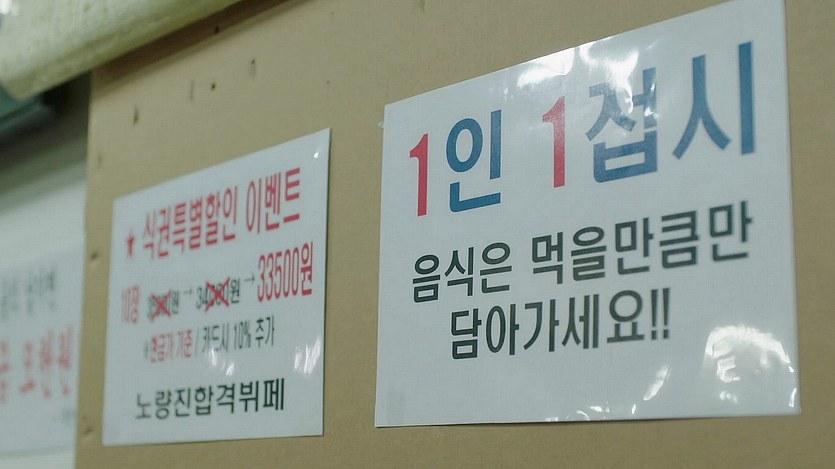 ★ 식권특별할인 이벤트
10장 원 → 34 원 → 33500원
※현금가 기준 / 카드시 10% 추가
노량진합격뷔페
1인 1접시
음식은 먹을만큼만
담아가세요!!